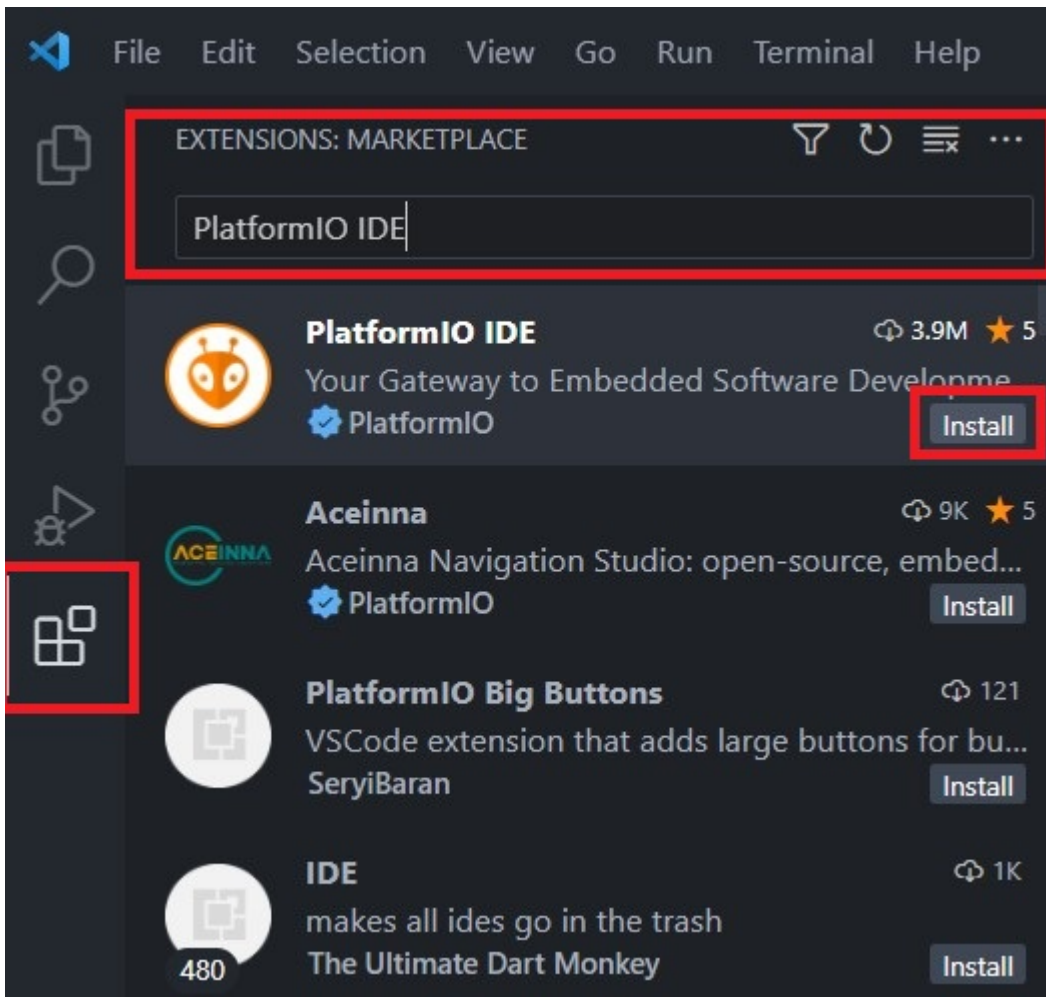 File Edit Selection View Go Run Terminal Help
EXTENSIONS: MARKETPLACE
PlatformIO IDE
PlatformIO IDE 3.9M 5
Your Gateway to Embedded Software Developme...
PlatformIO Install
Aceinna 9K 5
ACEINNA
Aceinna Navigation Studio: open-source, embed...
PlatformIO Install
PlatformIO Big Buttons 121
VSCode extension that adds large buttons for bu...
SeryiBaran Install
IDE 1K
makes all ides go in the trash
480 The Ultimate Dart Monkey Install